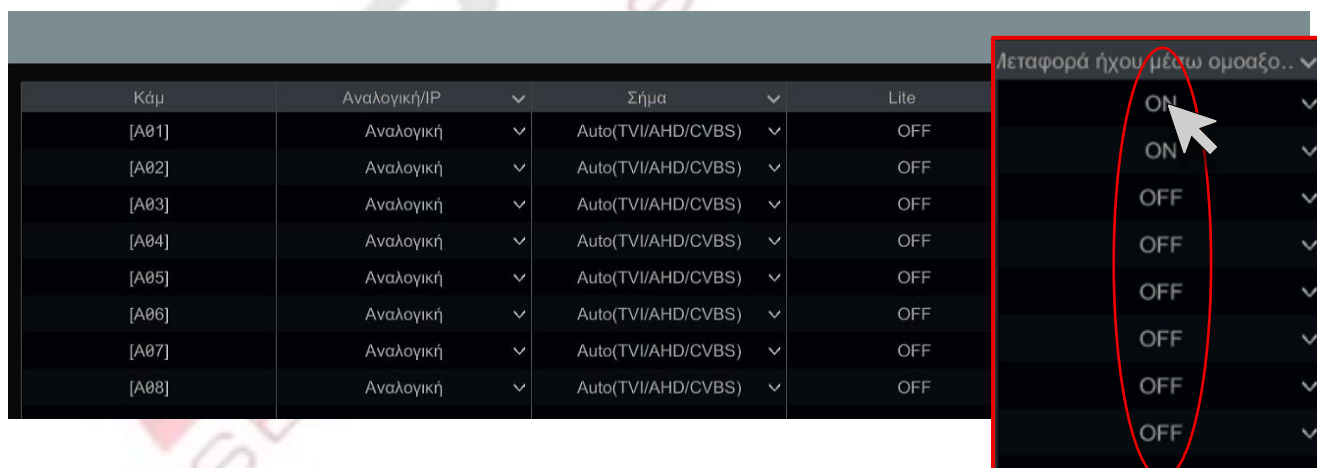 Κάμ Αναλογική/IP Σήμα Lite Μεταφορά ήχου μέσω ομοαξο..
[A01] Αναλογική Auto(TVI/AHD/CVBS) OFF ON
[A02] Αναλογική Auto(TVI/AHD/CVBS) OFF ON
[A03] Αναλογική Auto(TVI/AHD/CVBS) OFF OFF
[A04] Αναλογική Auto(TVI/AHD/CVBS) OFF OFF
[A05] Αναλογική Auto(TVI/AHD/CVBS) OFF OFF
[A06] Αναλογική Auto(TVI/AHD/CVBS) OFF OFF
[A07] Αναλογική Auto(TVI/AHD/CVBS) OFF OFF
[A08] Αναλογική Auto(TVI/AHD/CVBS) OFF OFF